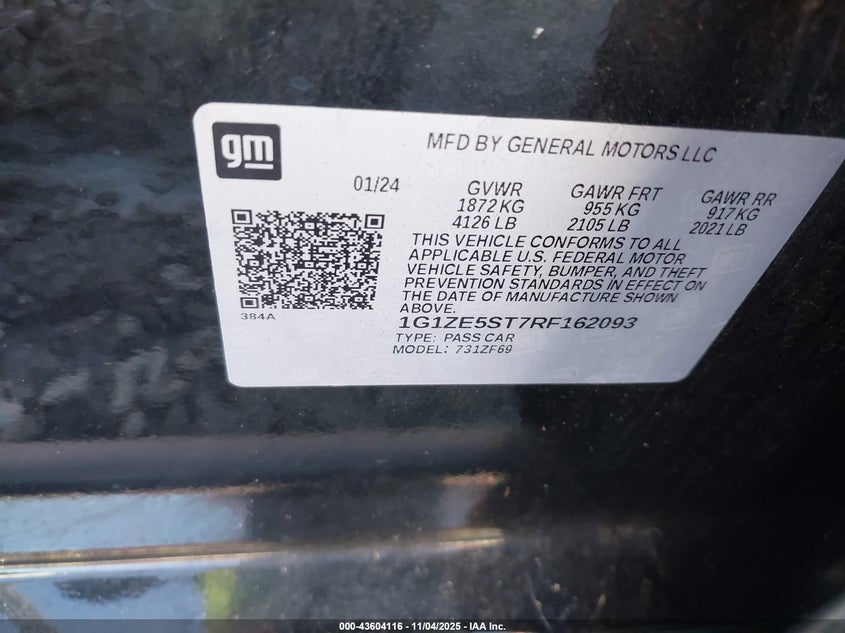 gm
MFD BY GENERAL MOTORS LLC
01/24
GVWR
1872 KG
4126 LB
GAWR FRT
955 KG
2105 LB
GAWR RR
917 KG
2021 LB
THIS VEHICLE CONFORMS TO ALL
APPLICABLE U.S. FEDERAL MOTOR
VEHICLE SAFETY, BUMPER, AND THEFT
PREVENTION STANDARDS IN EFFECT ON
THE DATE OF MANUFACTURE SHOWN
ABOVE.
384A
1G1ZE5ST7RF162093
TYPE: PASS CAR
MODEL: 731ZF69
000-43604116 - 11/04/2025 - IAA Inc.